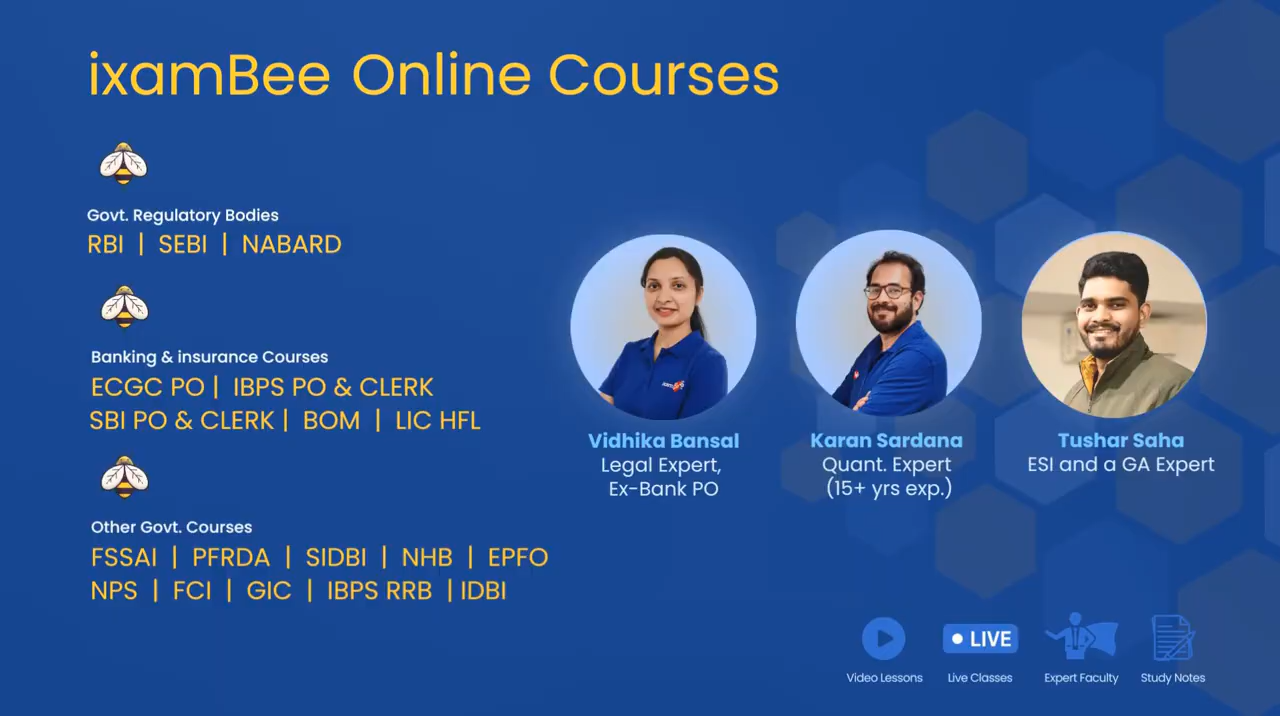 ixamBee Online Courses
Govt. Regulatory Bodies
RBI | SEBI | NABARD
Banking & insurance Courses
ECGC PO | IBPS PO & CLERK
SBI PO & CLERK | BOM | LIC HFL
Other Govt. Courses
FSSAI | PFRDA | SIDBI | NHB | EPFO
NPS | FCI | GIC | IBPS RRB | IDBI
Vidhika Bansal
Legal Expert,
Ex-Bank PO
Karan Sardana
Quant. Expert
(15+ yrs exp.)
Tushar Saha
ESI and a GA Expert
LIVE
Video Lessons
Live Classes
Expert Faculty
Study Notes